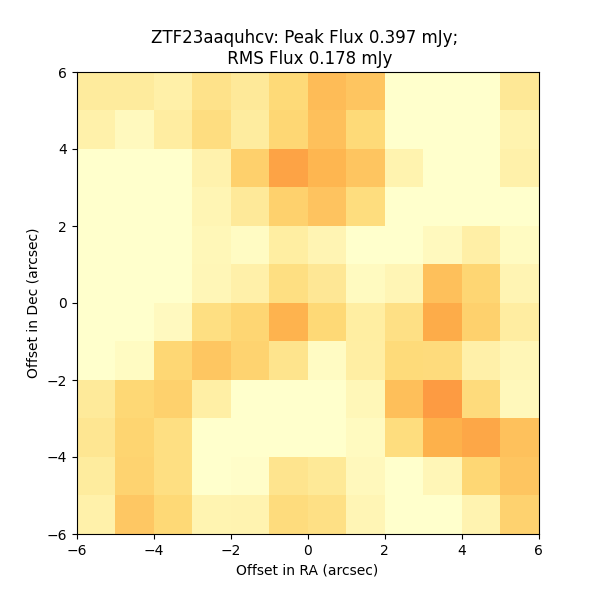 ZTF23aaquhcv: Peak Flux 0.397 mJy;
RMS Flux 0.178 mJy
6
4
2
0
−2
−4
−6
Offset in Dec (arcsec)
−6 −4 −2 0 2 4 6
Offset in RA (arcsec)